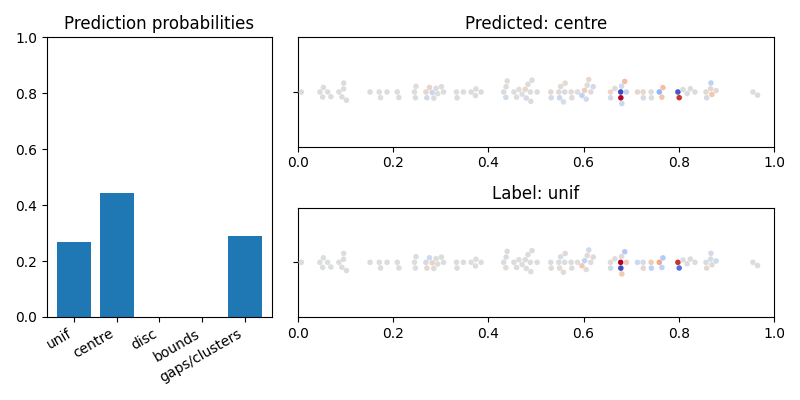 Prediction probabilities
1.0
0.8
0.6
0.4
0.2
0.0
unif
centre
disc
bounds
gaps/clusters
Predicted: centre
0.0 0.2 0.4 0.6 0.8 1.0
Label: unif
0.0 0.2 0.4 0.6 0.8 1.0